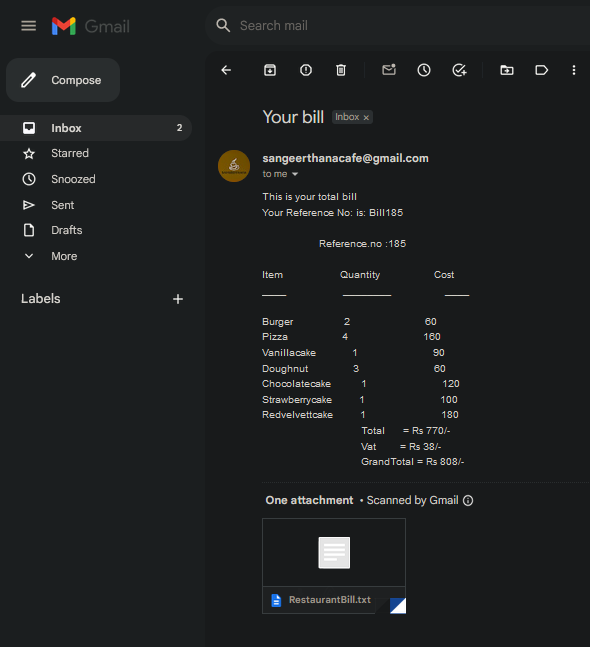 Gmail
Search mail
Compose
Inbox 2
Starred
Snoozed
Sent
Drafts
More
Labels
Your bill Inbox ×
sangeerthanacafe@gmail.com
to me
This is your total bill
Your Reference No: is: Bill185
Reference.no :185
Item Quantity Cost
Burger 2 60
Pizza 4 160
Vanillacake 1 90
Doughnut 3 60
Chocolatecake 1 120
Strawberrycake 1 100
Redvelvettcake 1 180
Total = Rs 770/-
Vat = Rs 38/-
GrandTotal = Rs 808/-
One attachment • Scanned by Gmail
RestaurantBill.txt